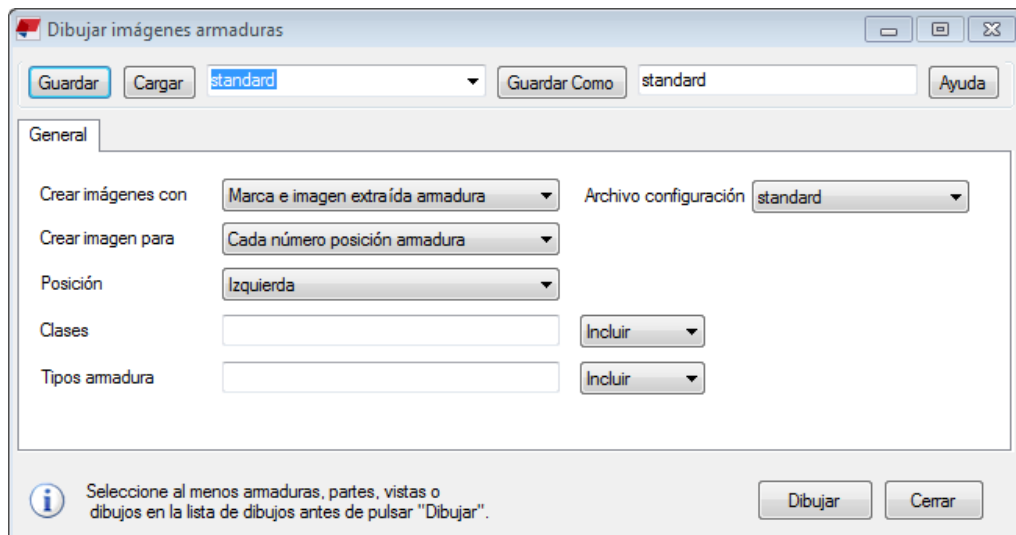 Dibujar imágenes armaduras
Guardar Cargar standard Guardar Como standard Ayuda
General
Crear imágenes con Marca e imagen extraída armadura Archivo configuración standard
Crear imagen para Cada número posición armadura
Posición Izquierda
Clases Incluir
Tipos armadura Incluir
Seleccione al menos armaduras, partes, vistas o
dibujos en la lista de dibujos antes de pulsar "Dibujar".
Dibujar Cerrar